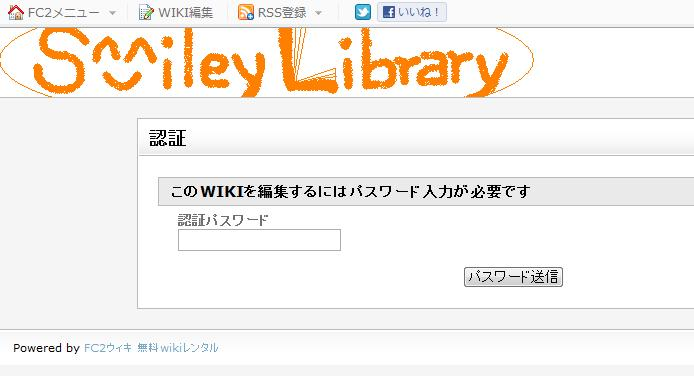 FC2メニュー WIKI編集 RSS登録 いいね！
Smiley Library
認証
このWIKIを編集するにはパスワード入力が必要です
認証パスワード
パスワード送信
Powered by FC2ウィキ 無料wikiレンタル